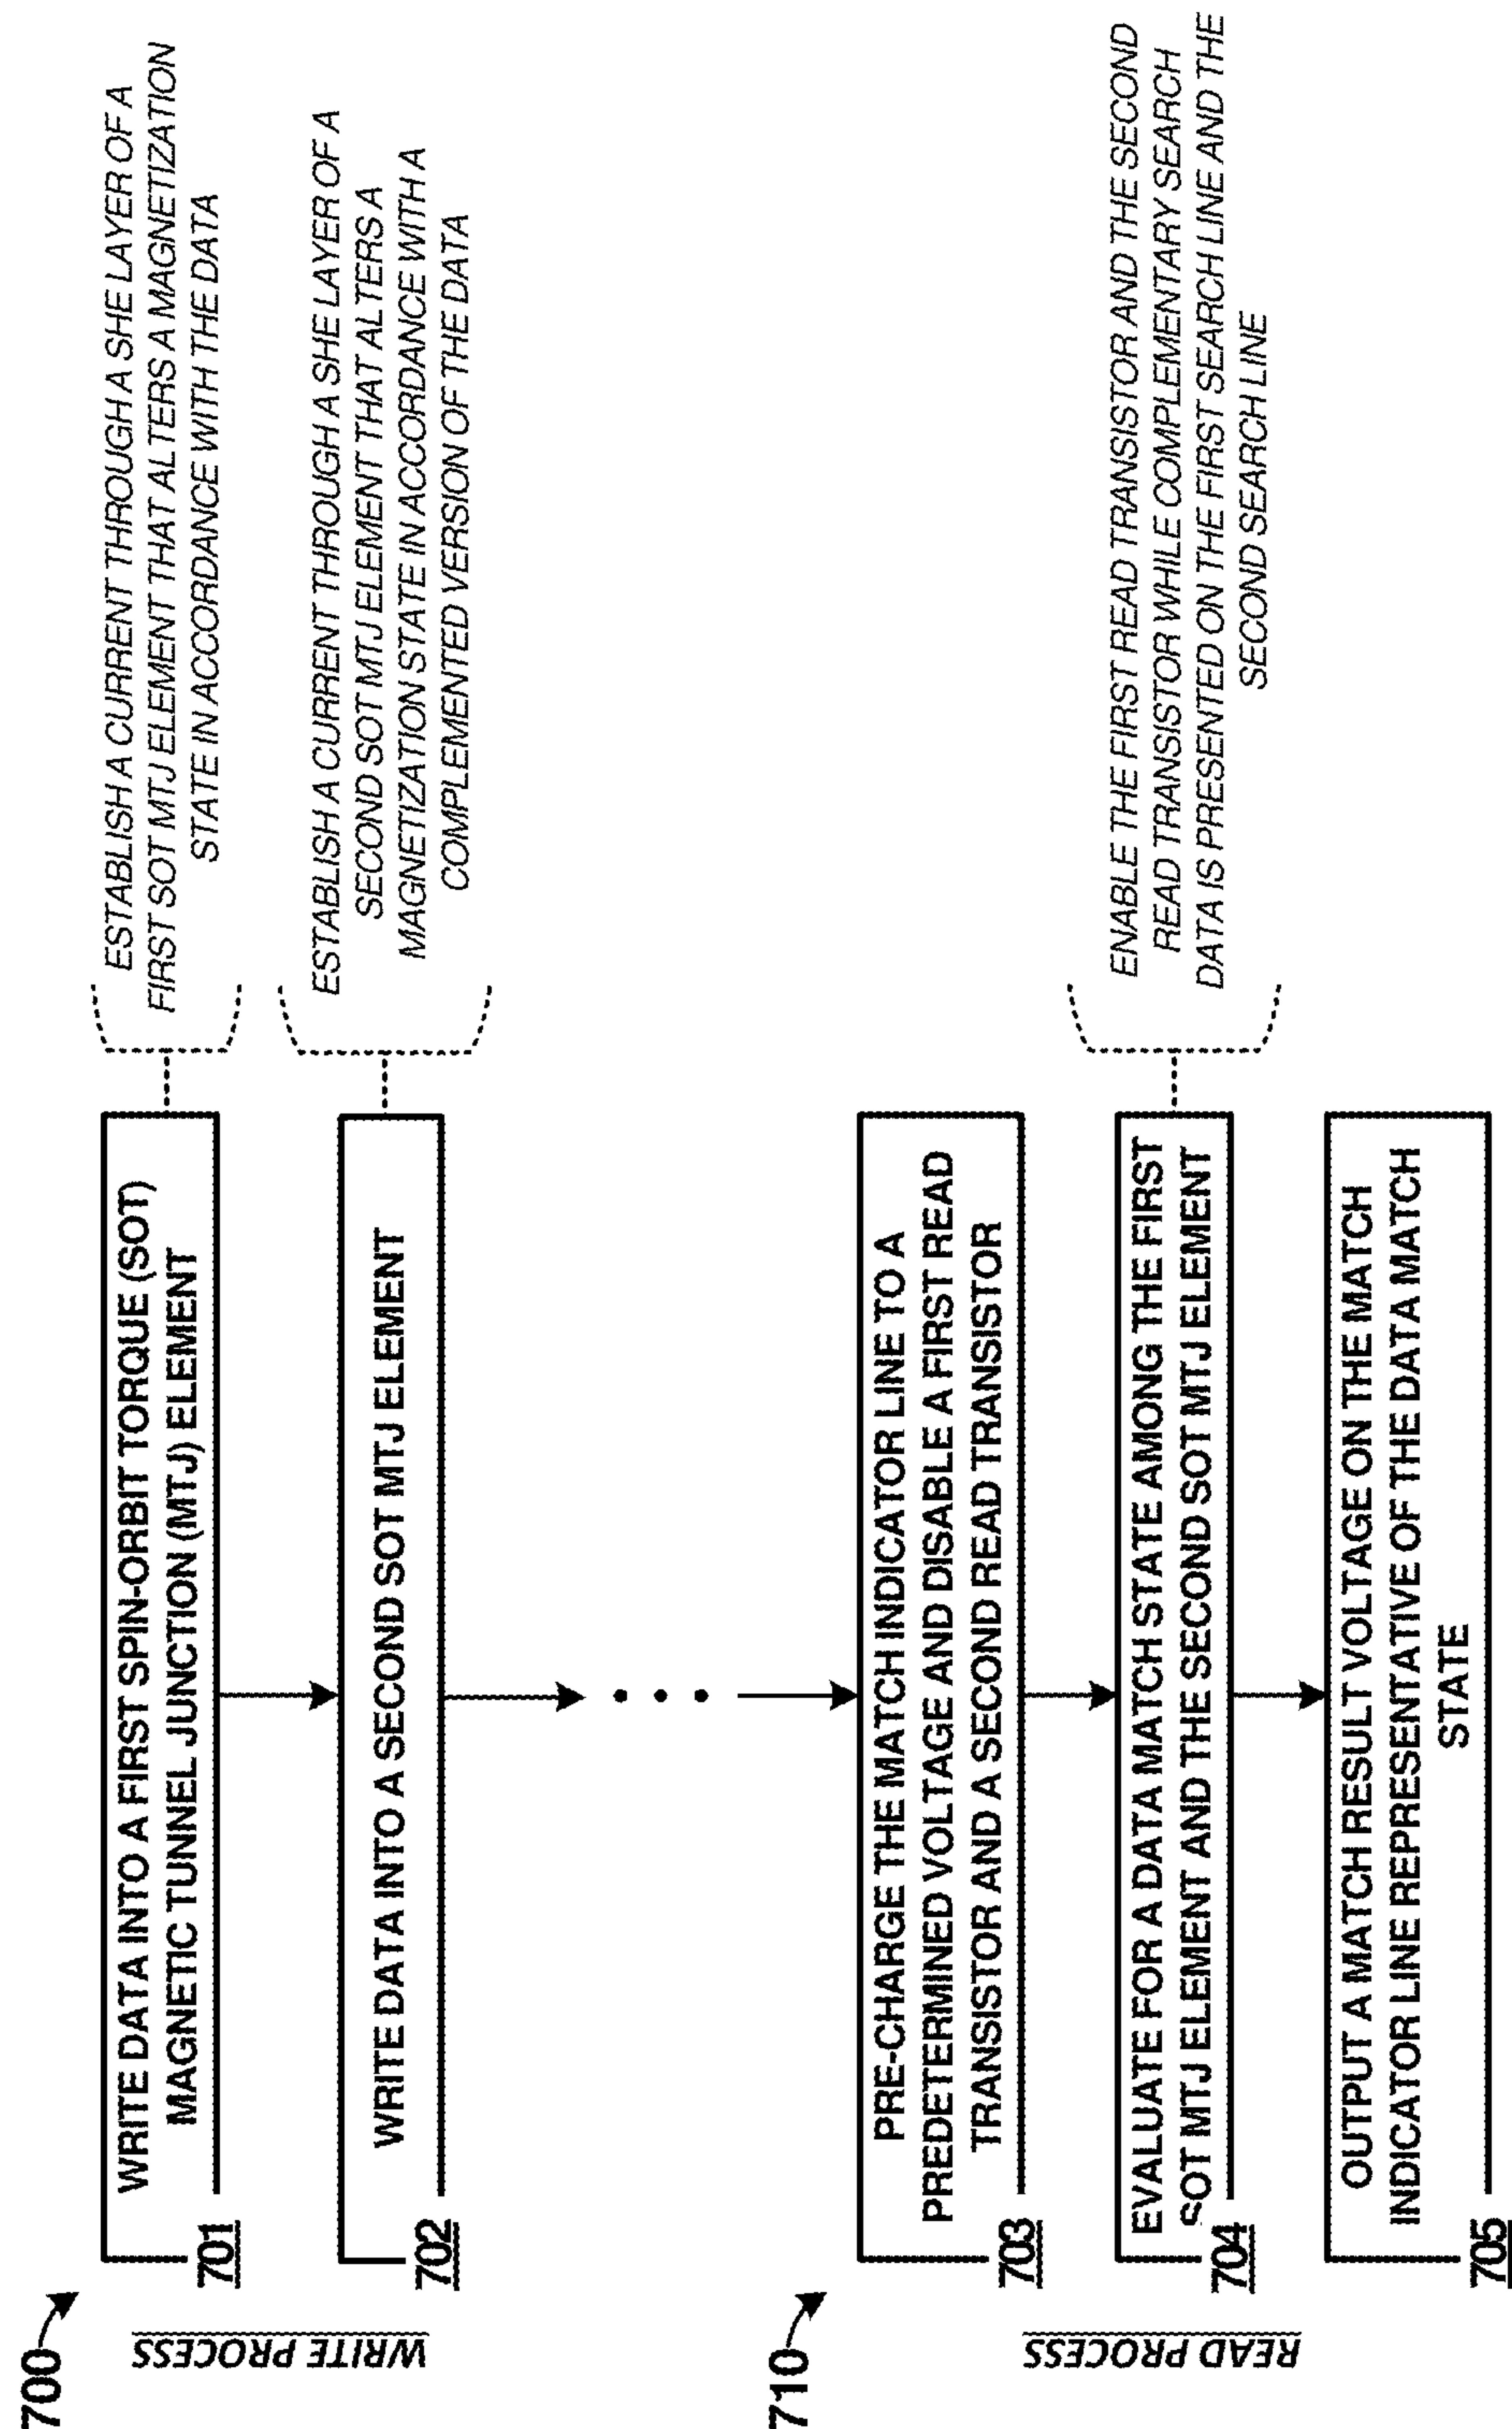 700
WRITE PROCESS
WRITE DATA INTO A FIRST SPIN-ORBIT TORQUE (SOT)
MAGNETIC TUNNEL JUNCTION (MTJ) ELEMENT
701
ESTABLISH A CURRENT THROUGH A SHE LAYER OF A
FIRST SOT MTJ ELEMENT THAT ALTERS A MAGNETIZATION
STATE IN ACCORDANCE WITH THE DATA
WRITE DATA INTO A SECOND SOT MTJ ELEMENT
702
ESTABLISH A CURRENT THROUGH A SHE LAYER OF A
SECOND SOT MTJ ELEMENT THAT ALTERS A
MAGNETIZATION STATE IN ACCORDANCE WITH A
COMPLEMENTED VERSION OF THE DATA
710
READ PROCESS
PRE-CHARGE THE MATCH INDICATOR LINE TO A
PREDETERMINED VOLTAGE AND DISABLE A FIRST READ
TRANSISTOR AND A SECOND READ TRANSISTOR
703
EVALUATE FOR A DATA MATCH STATE AMONG THE FIRST
SOT MTJ ELEMENT AND THE SECOND SOT MTJ ELEMENT
704
ENABLE THE FIRST READ TRANSISTOR AND THE SECOND
READ TRANSISTOR WHILE COMPLEMENTARY SEARCH
DATA IS PRESENTED ON THE FIRST SEARCH LINE AND THE
SECOND SEARCH LINE
OUTPUT A MATCH RESULT VOLTAGE ON THE MATCH
INDICATOR LINE REPRESENTATIVE OF THE DATA MATCH
STATE
705